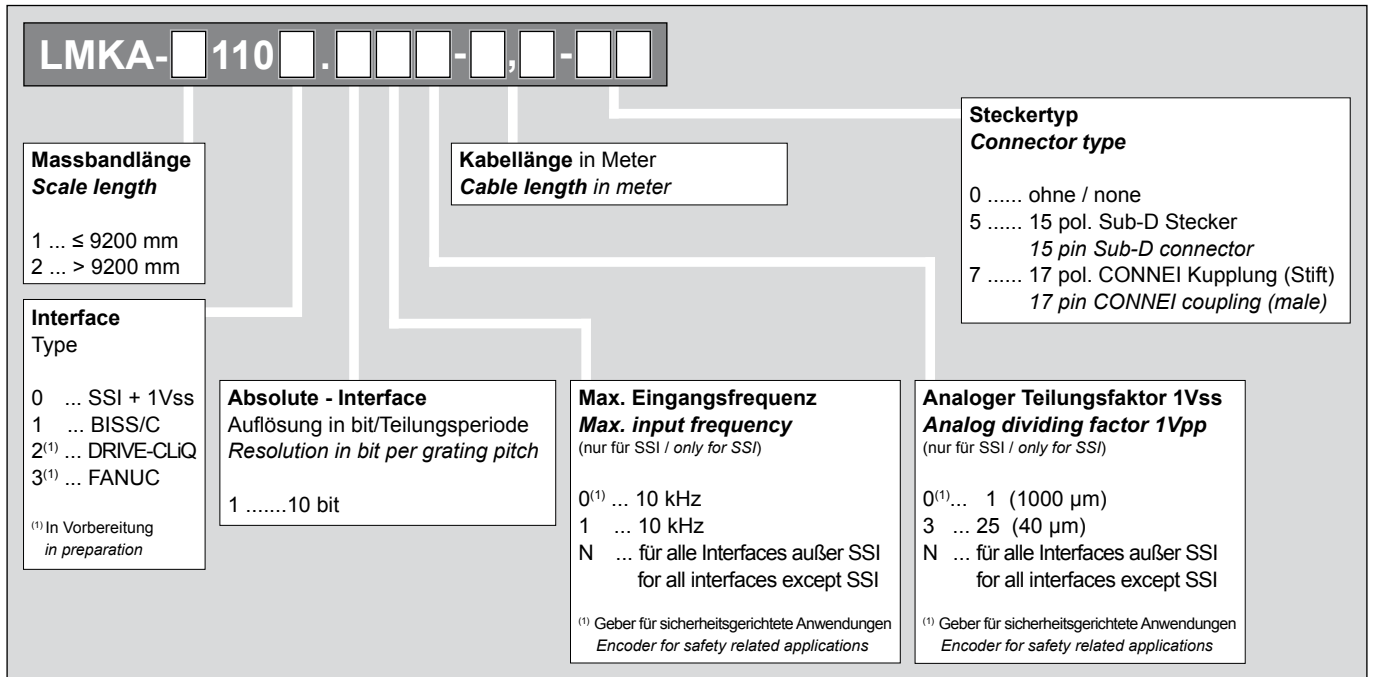 LMKA- 110 . - , -
Massbandlänge
Scale length
1 ... ≤ 9200 mm
2 ... > 9200 mm
Kabellänge in Meter
Cable length in meter
Steckertyp
Connector type
0 ...... ohne / none
5 ...... 15 pol. Sub-D Stecker
15 pin Sub-D connector
7 ...... 17 pol. CONNEI Kupplung (Stift)
17 pin CONNEI coupling (male)
Interface
Type
0 ... SSI + 1Vss
1 ... BISS/C
2(1) ... DRIVE-CLiQ
3(1) ... FANUC
(1) In Vorbereitung
in preparation
Absolute - Interface
Auflösung in bit/Teilungsperiode
Resolution in bit per grating pitch
1 .......10 bit
Max. Eingangsfrequenz
Max. input frequency
(nur für SSI / only for SSI)
0(1) ... 10 kHz
1 ... 10 kHz
N ... für alle Interfaces außer SSI
for all interfaces except SSI
(1) Geber für sicherheitsgerichtete Anwendungen
Encoder for safety related applications
Analoger Teilungsfaktor 1Vss
Analog dividing factor 1Vpp
(nur für SSI / only for SSI)
0(1)... 1 (1000 µm)
3 ... 25 (40 µm)
N ... für alle Interfaces außer SSI
for all interfaces except SSI
(1) Geber für sicherheitsgerichtete Anwendungen
Encoder for safety related applications